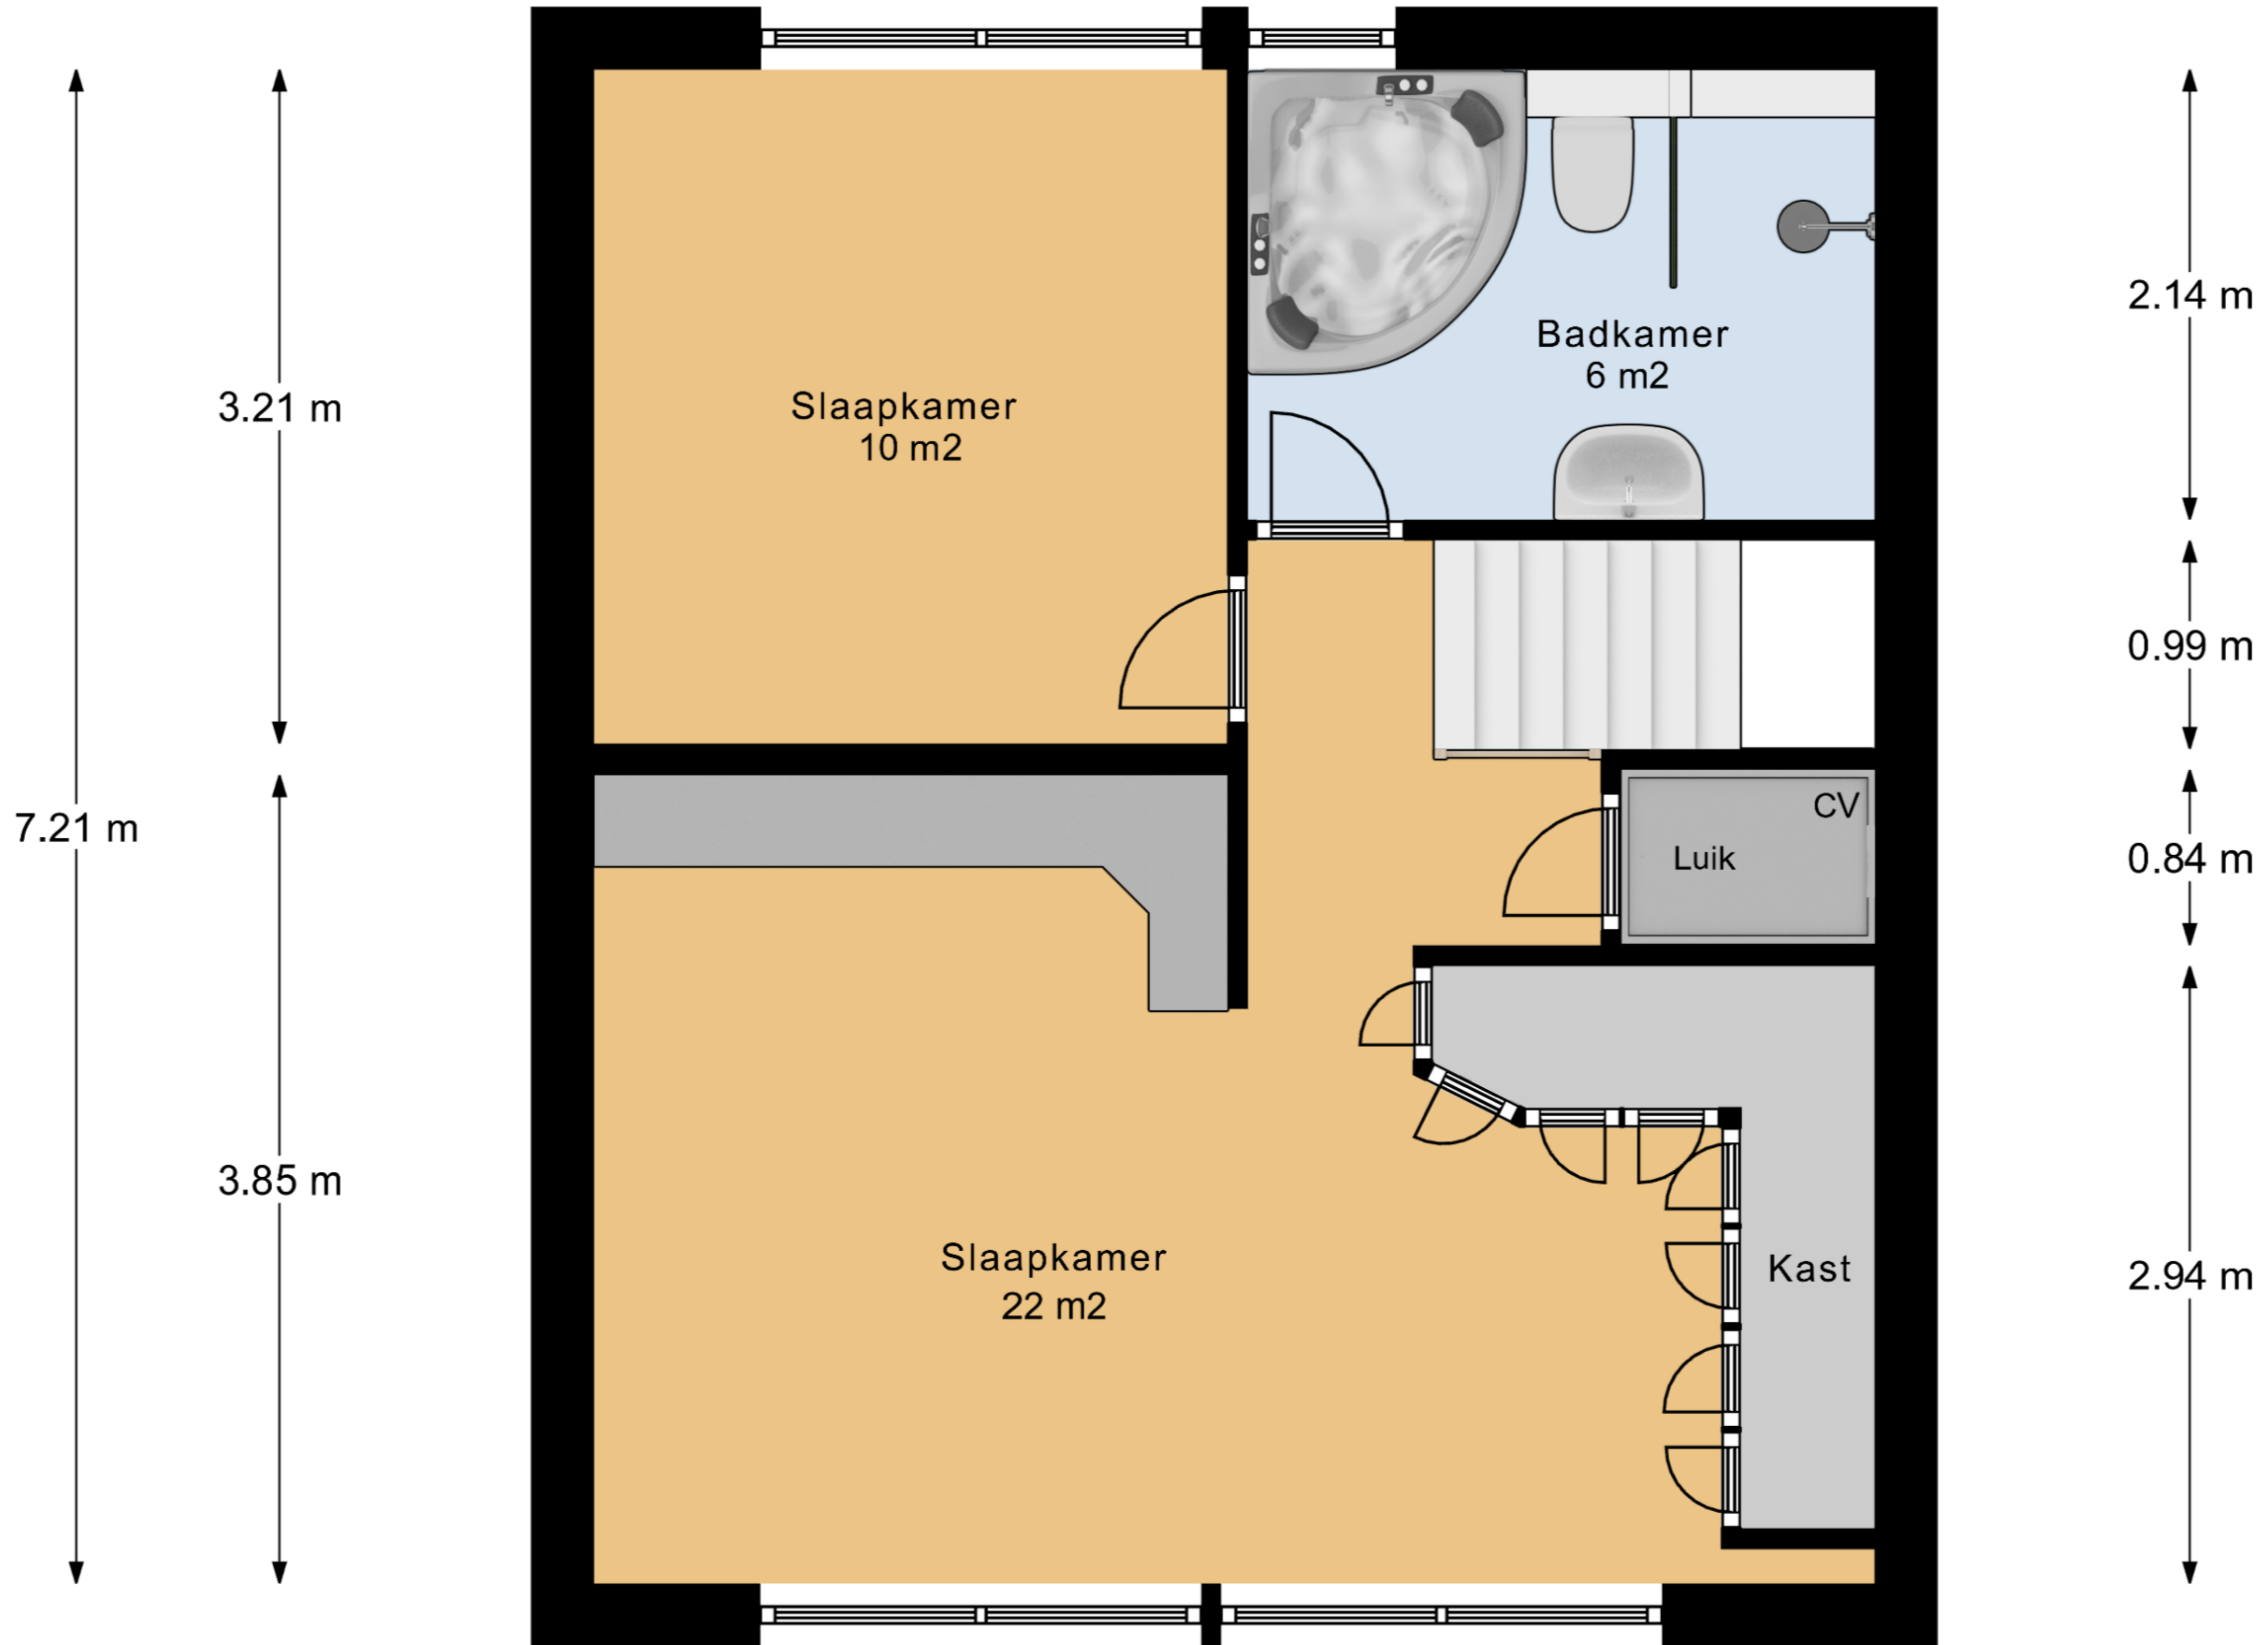 2.14 m
Badkamer
6 m2
3.21 m
Slaapkamer
10 m2
0.99 m
7.21 m
CV
Luik
0.84 m
3.85 m
Slaapkamer
22 m2
Kast
2.94 m